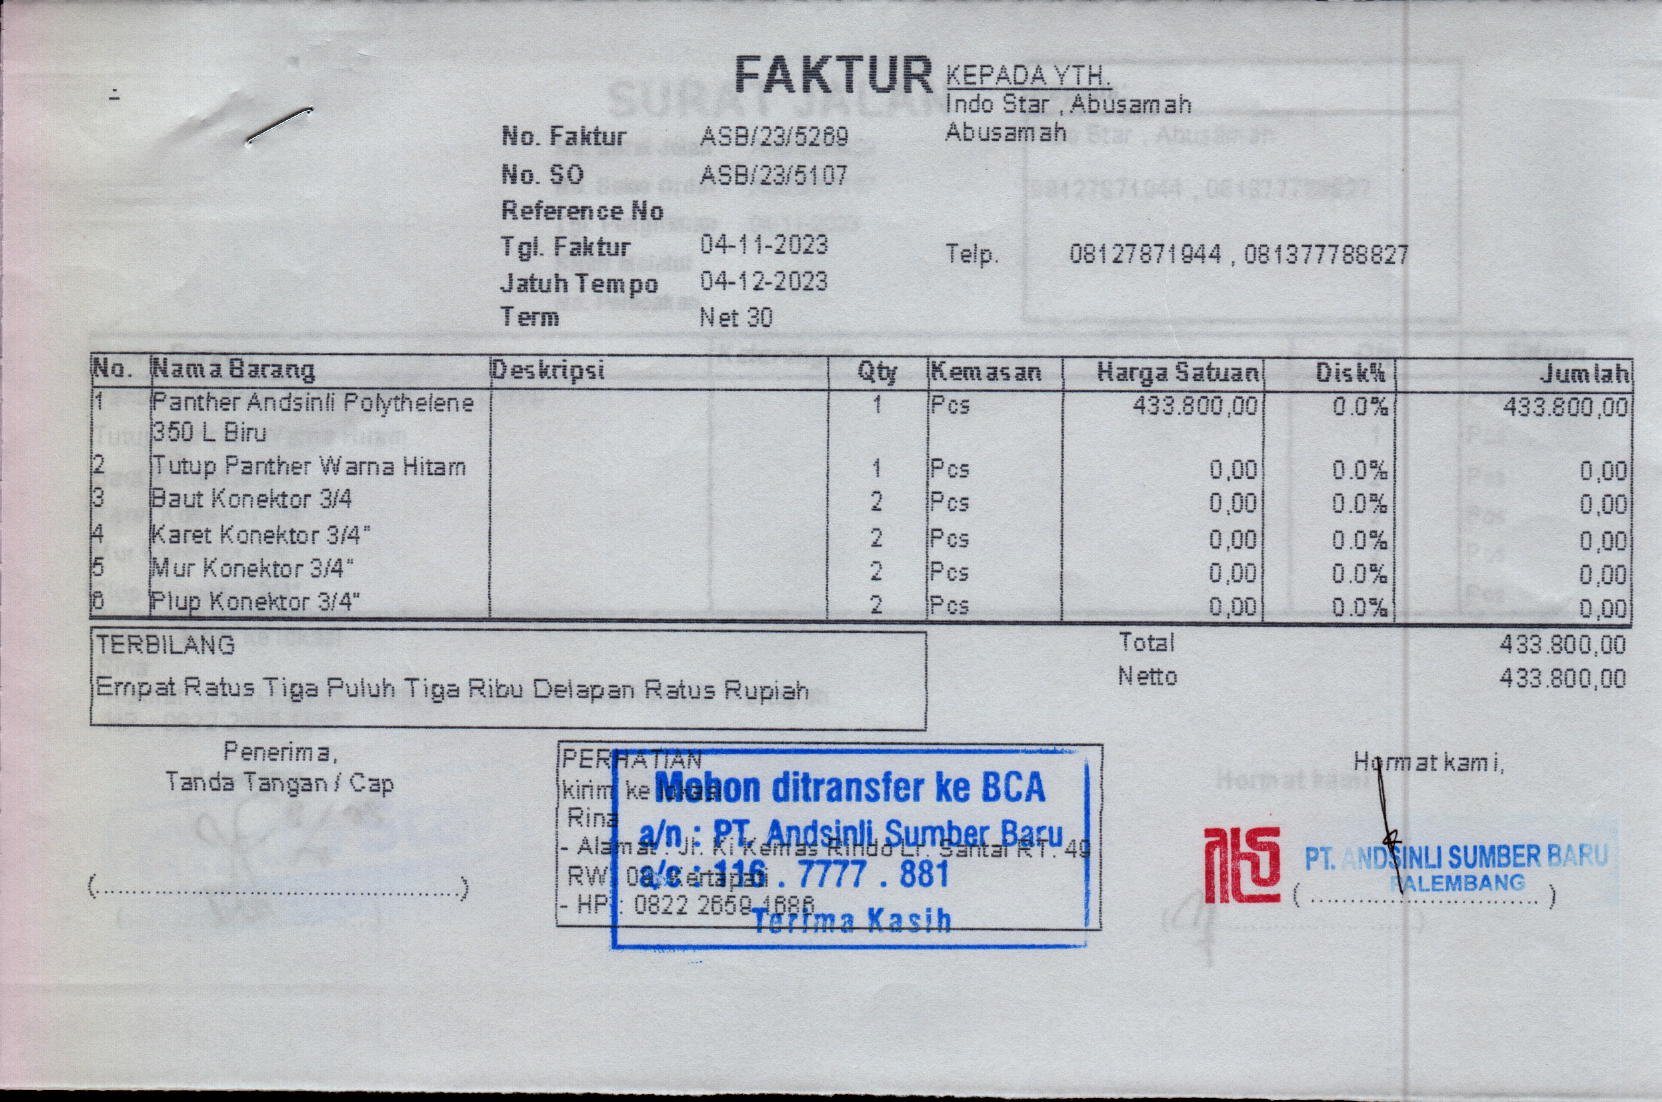 FAKTUR
KEPADA YTH.
Indo Star , Abusamah
Abusamah
No. Faktur ASB/23/5269
No. SO ASB/23/5107
Reference No
Tgl. Faktur 04-11-2023
Telp. 08127871944 , 081377788827
Jatuh Tempo 04-12-2023
Term Net 30
No. Nama Barang Deskripsi Qty Kemasan Harga Satuan Disk% Jumlah
1 Panther Andsinli Polythelene 1 Pcs 433.800,00 0.0% 433.800,00
350 L Biru
2 Tutup Panther Warna Hitam 1 Pcs 0,00 0.0% 0,00
3 Baut Konektor 3/4 2 Pcs 0,00 0.0% 0,00
4 Karet Konektor 3/4" 2 Pcs 0,00 0.0% 0,00
5 Mur Konektor 3/4" 2 Pcs 0,00 0.0% 0,00
6 Plup Konektor 3/4" 2 Pcs 0,00 0.0% 0,00
TERBILANG
Empat Ratus Tiga Puluh Tiga Ribu Delapan Ratus Rupiah
Total 433.800,00
Netto 433.800,00
Penerima,
Tanda Tangan / Cap
(..............................)
PERHATIAN
kirim ke lokasi
Rina
- Alamat : Jl. Ki Kemas Rindo Lr. Santai RT. 49
RW Kertapati
- HP : 0822 2659 1686
Mohon ditransfer ke BCA
a/n : PT. Andsinli Sumber Baru
a/c : 116 . 7777 . 881
Terima Kasih
Hormat kami,
PT. ANDSINLI SUMBER BARU
PALEMBANG
(..............................)